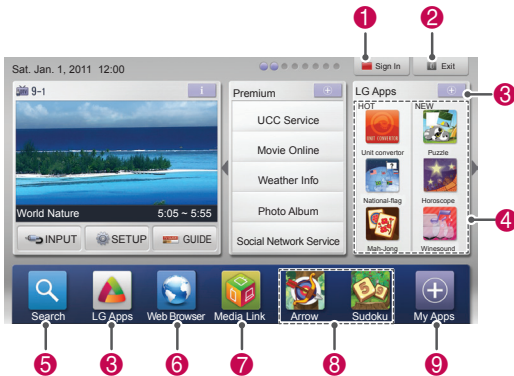 1 2
Sat. Jan. 1, 2011 12:00
Sign In
Exit
9-1
i
Premium
LG Apps
3
HOT
NEW
UCC Service
UNIT CONVERTOR
Unit convertor
Puzzle
Movie Online
Weather Info
National-flag
Horoscope
World Nature 5:05 ~ 5:55
Photo Album
4
INPUT
SETUP
GUIDE
Social Network Service
Mah-Jong
Winesound
Search
LG Apps
Web Browser
Media Link
Arrow
Sudoku
My Apps
5 3 6 7 8 9